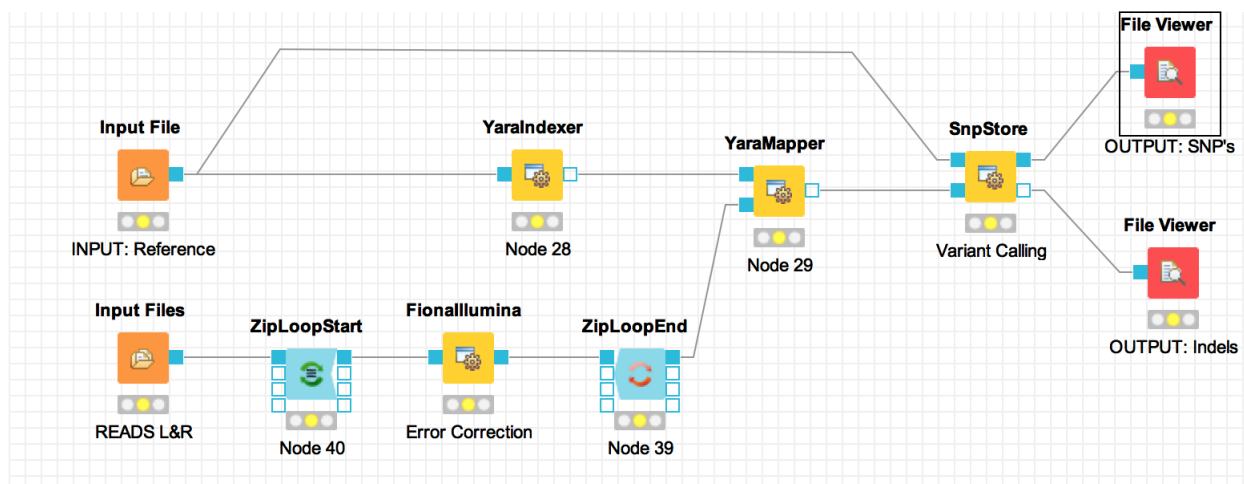 File Viewer
OUTPUT: SNP's
Input File
INPUT: Reference
YaraIndexer
Node 28
YaraMapper
Node 29
SnpStore
Variant Calling
File Viewer
OUTPUT: Indels
Input Files
READS L&R
ZipLoopStart
Node 40
FionaIllumina
Error Correction
ZipLoopEnd
Node 39